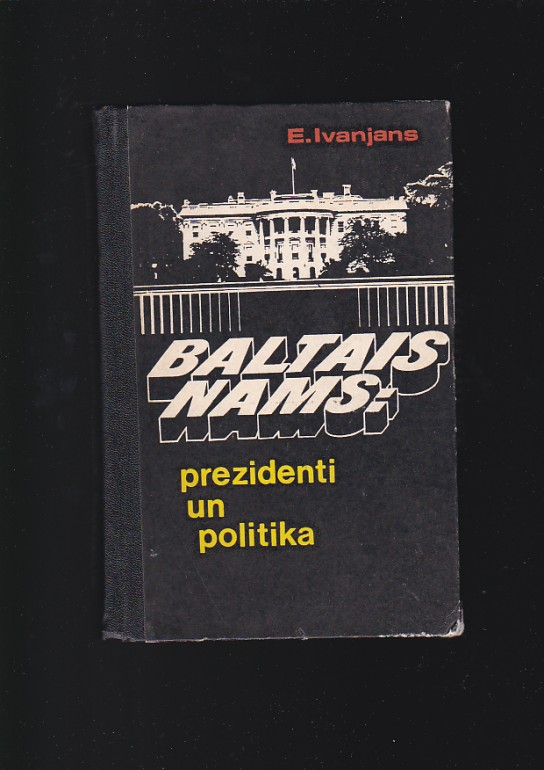 E.Ivanjans
BALTAIS
NAMS:
prezidenti
un
politika